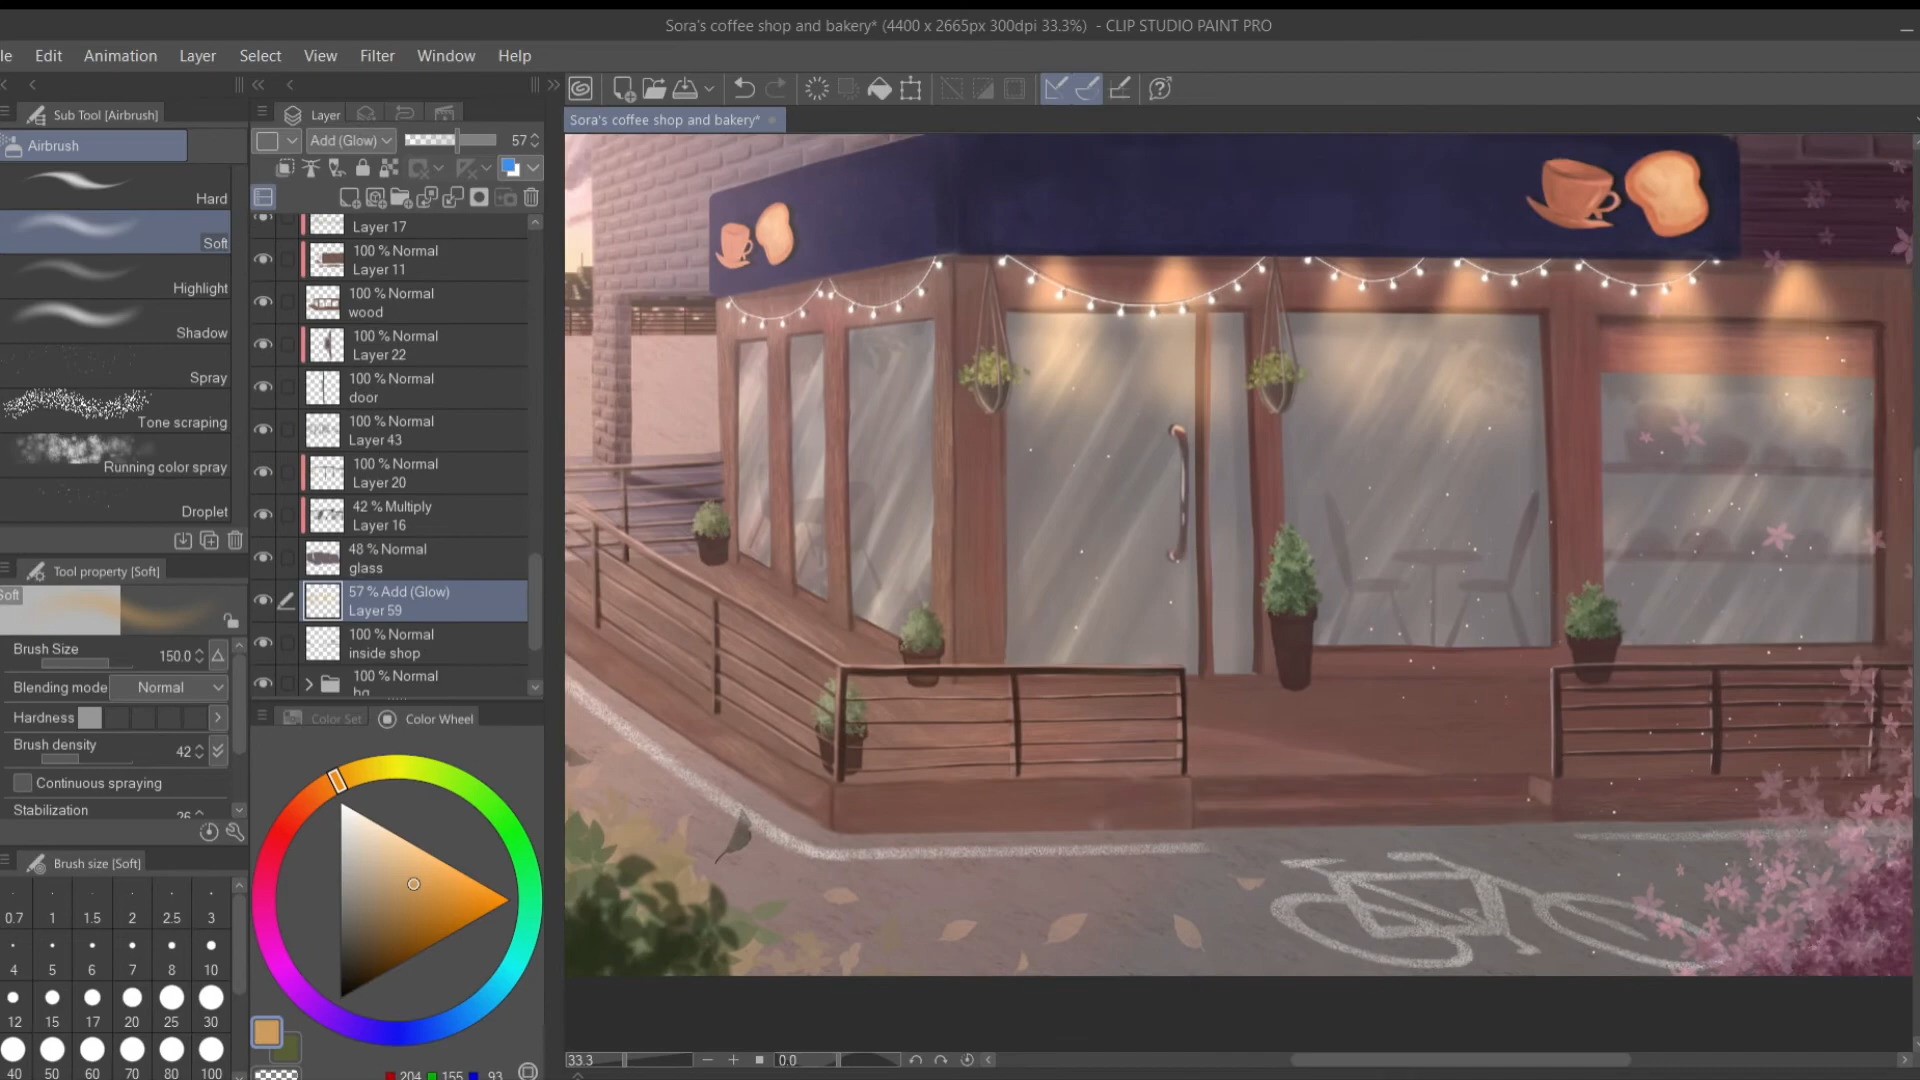 Sora's coffee shop and bakery* (4400 x 2665px 300dpi 33.3%) - CLIP STUDIO PAINT PRO
le Edit Animation Layer Select View Filter Window Help
Sub Tool [Airbrush]
Airbrush
Hard
Soft
Highlight
Shadow
Spray
Tone scraping
Running color spray
Droplet
Tool property [Soft]
Soft
Brush Size 150.0
Blending mode Normal
Hardness
Brush density 42
Continuous spraying
Stabilization 26
Brush size [Soft]
0.7 1 1.5 2 2.5 3
4 5 6 7 8 10
12 15 17 20 25 30
40 50 60 70 80 100
Layer
Add (Glow) 57
Layer 17
100 % Normal
Layer 11
100 % Normal
wood
100 % Normal
Layer 22
100 % Normal
door
100 % Normal
Layer 43
100 % Normal
Layer 20
42 % Multiply
Layer 16
48 % Normal
glass
57 % Add (Glow)
Layer 59
100 % Normal
inside shop
100 % Normal
bg
Color Set Color Wheel
204 155 93
Sora's coffee shop and bakery*
33.3 0.0